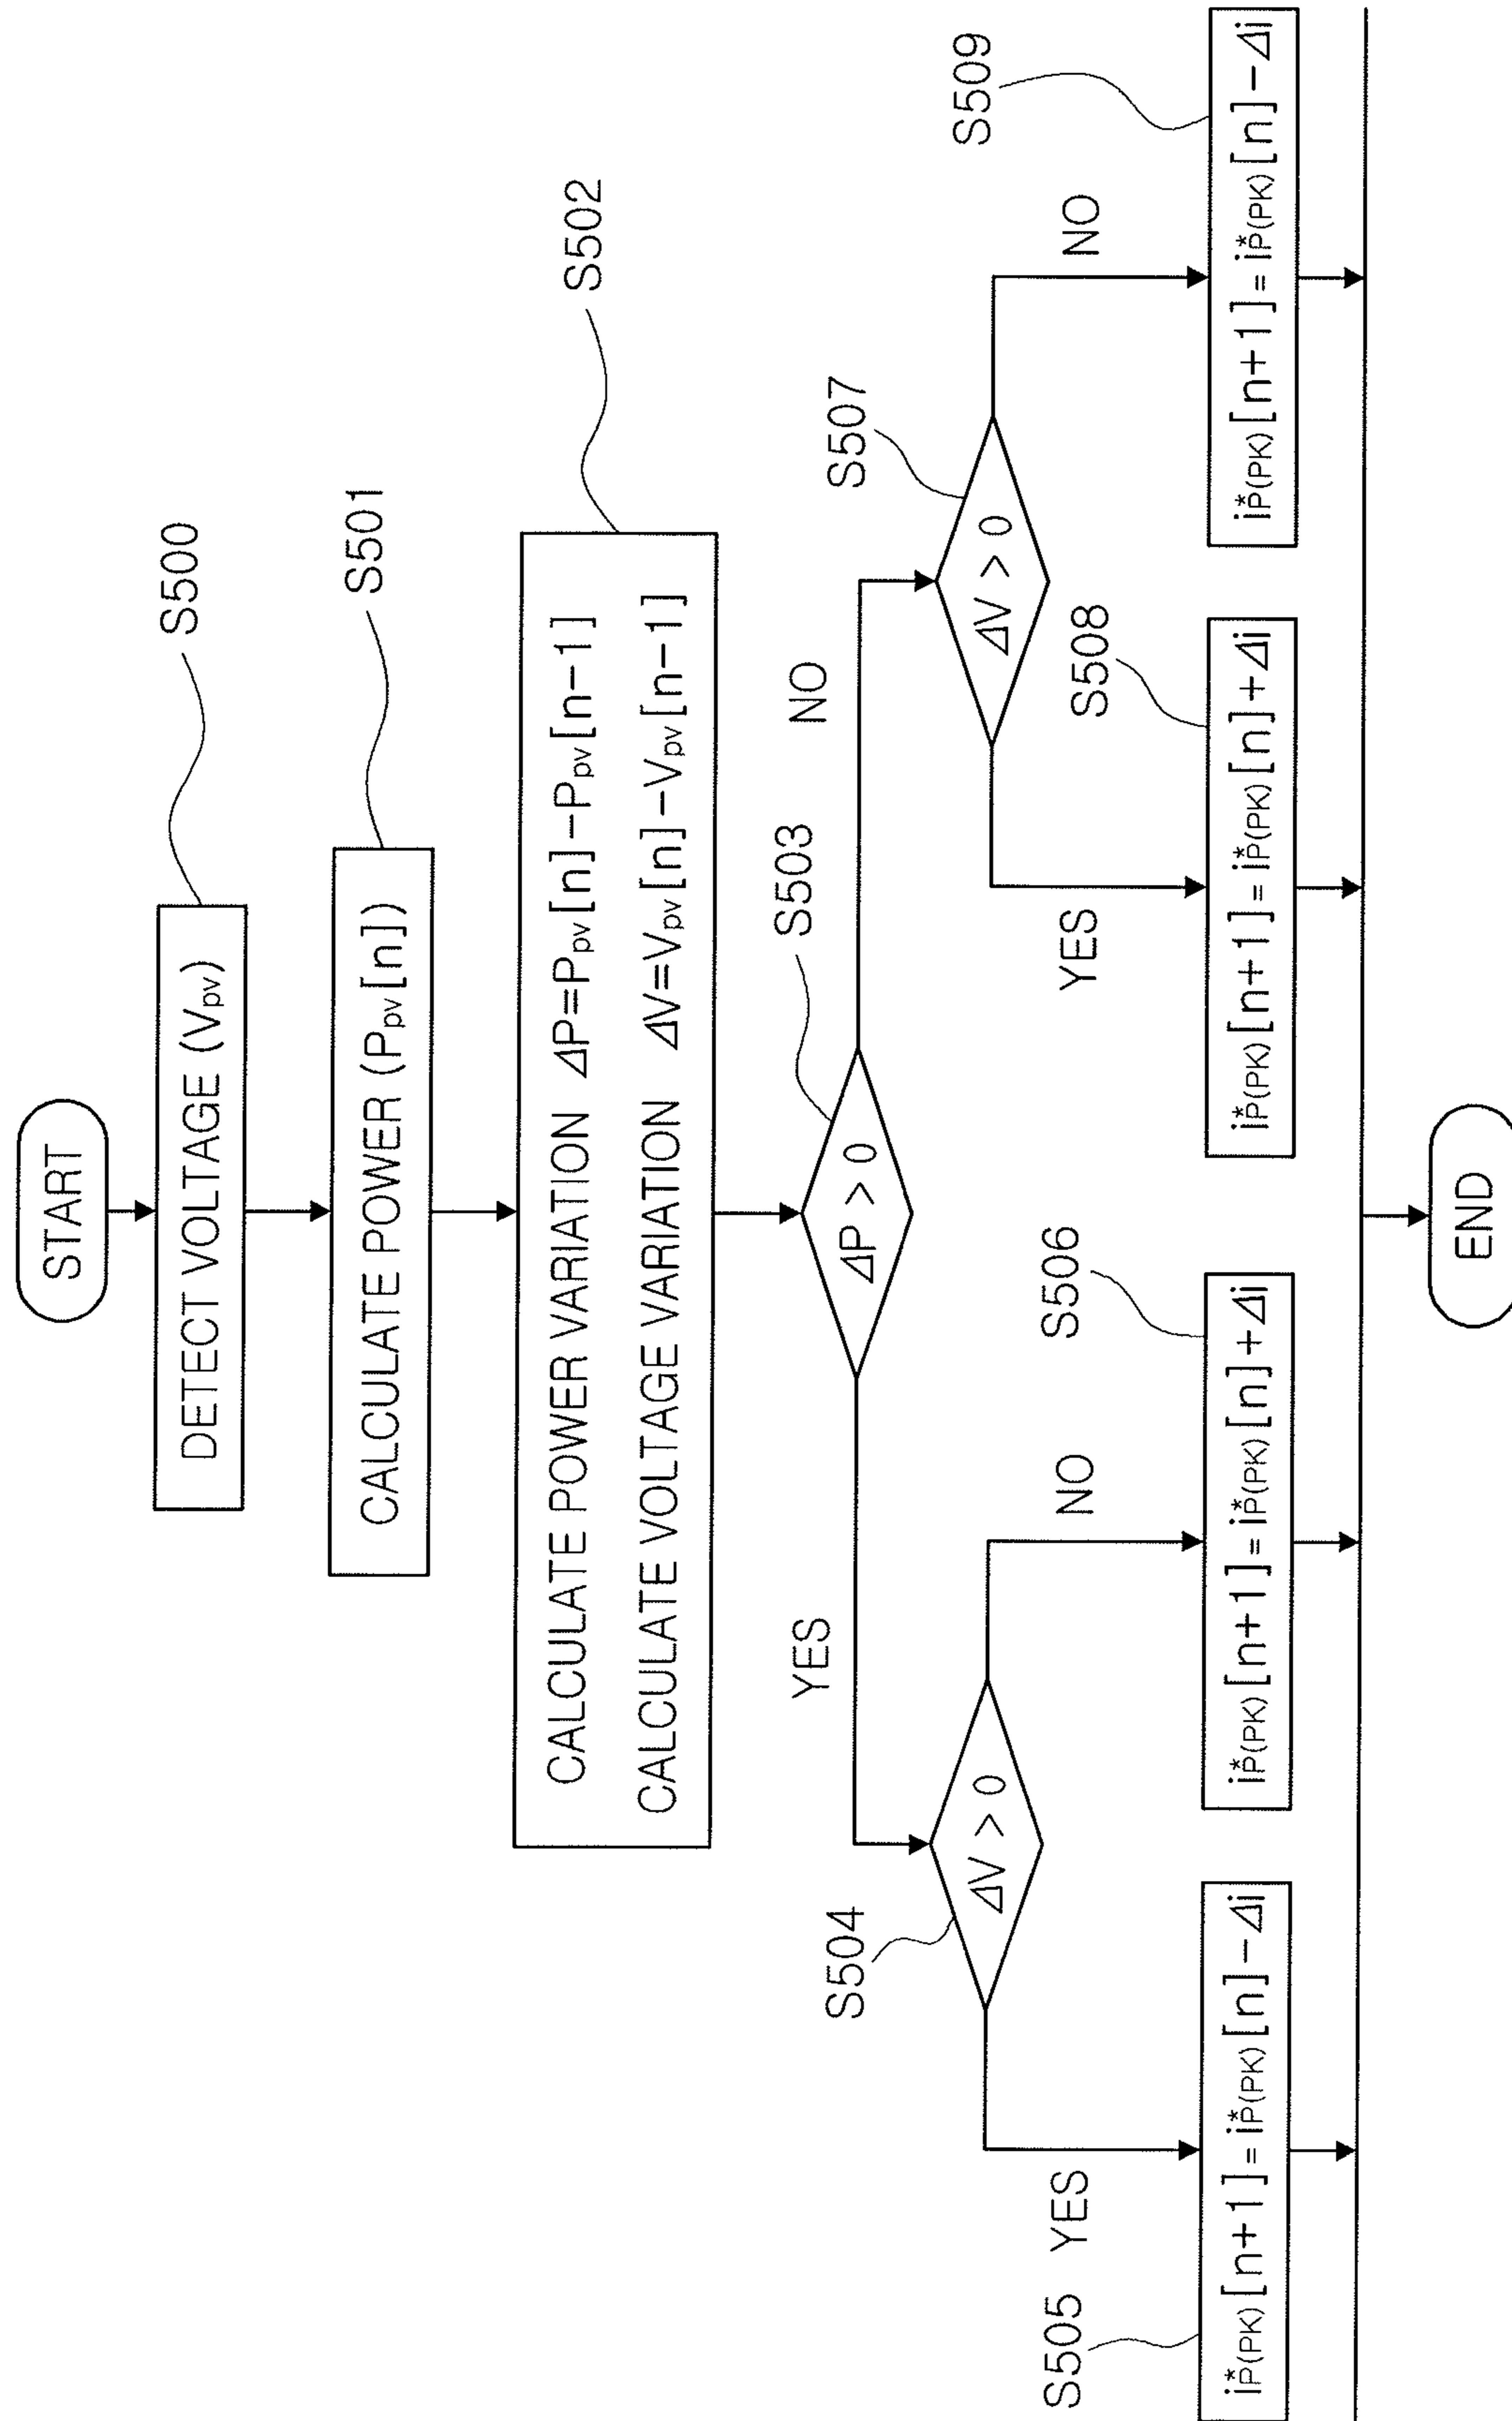 START
DETECT VOLTAGE (Vpv)
S500
CALCULATE POWER (Ppv[n])
S501
CALCULATE POWER VARIATION ΔP=Ppv[n]−Ppv[n−1]
CALCULATE VOLTAGE VARIATION ΔV=Vpv[n]−Vpv[n−1]
S502
ΔP > 0
S503
YES
NO
S504
ΔV > 0
ΔV > 0
S507
YES
NO
YES
NO
S505
i*P(PK)[n+1]=i*P(PK)[n]−Δi
S506
i*P(PK)[n+1]=i*P(PK)[n]+Δi
S508
i*P(PK)[n+1]=i*P(PK)[n]+Δi
S509
i*P(PK)[n+1]=i*P(PK)[n]−Δi
END